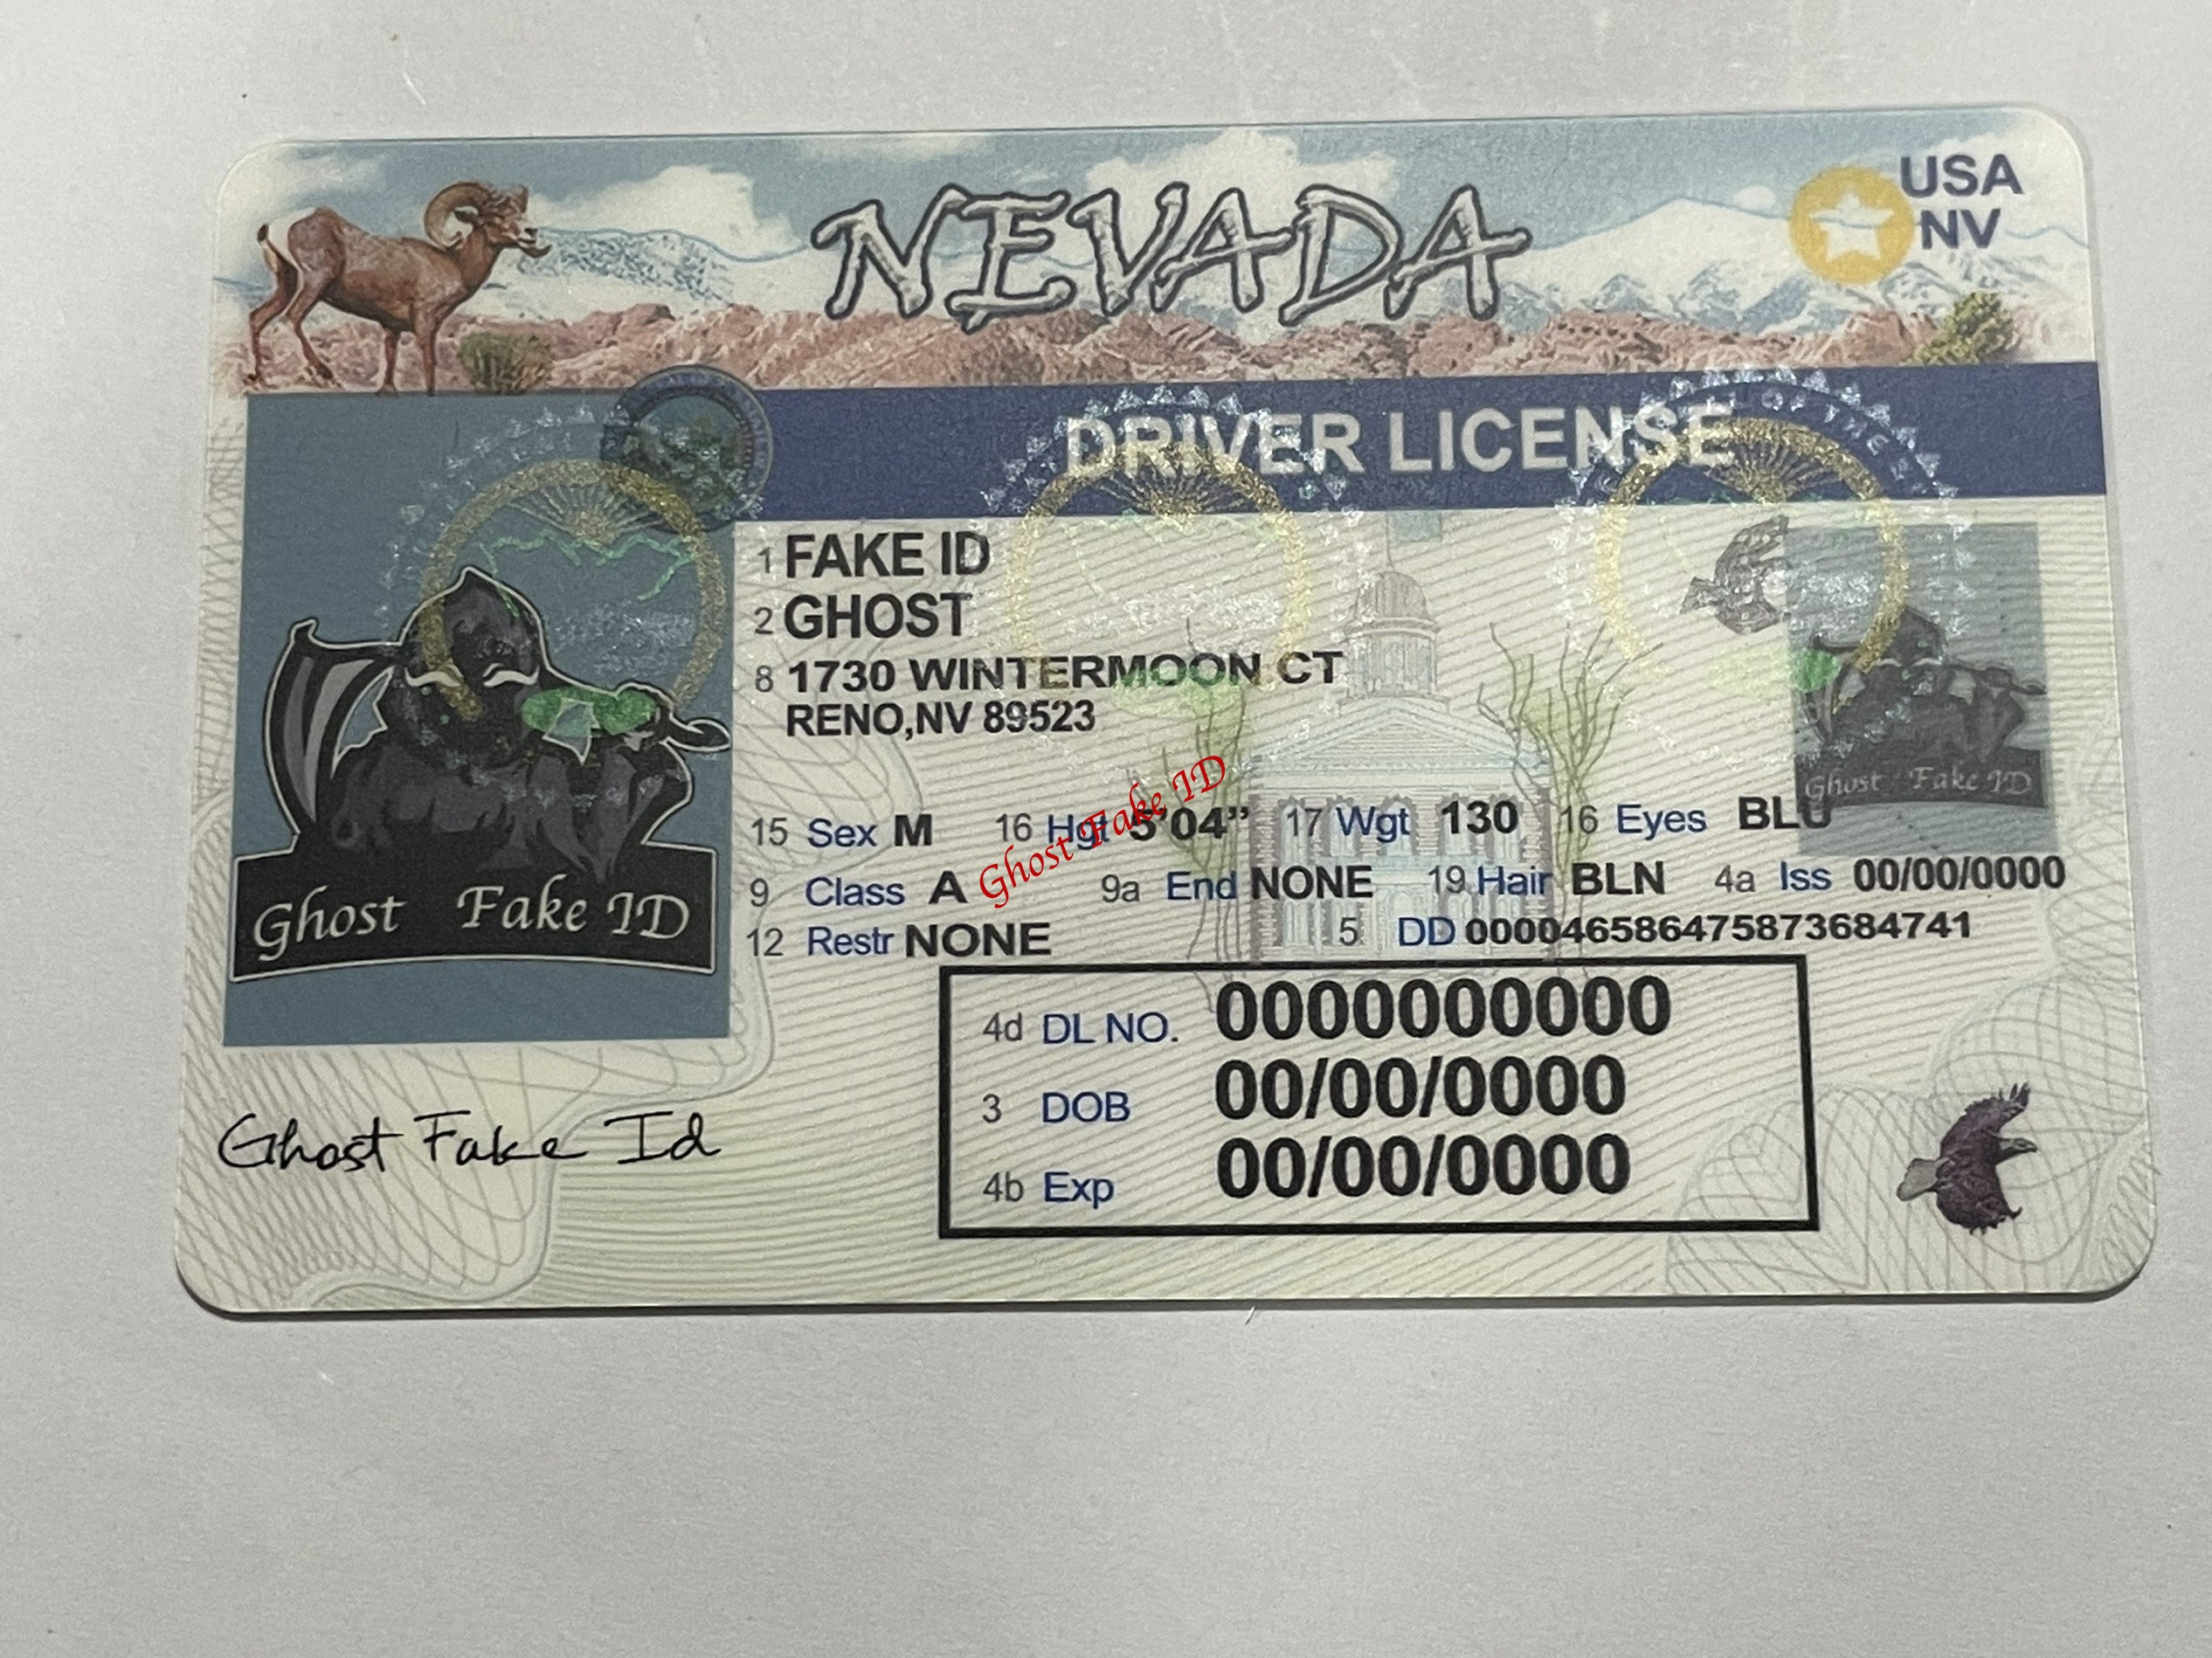 NEVADA
USA
NV
DRIVER LICENSE
1 FAKE ID
2 GHOST
8 1730 WINTERMOON CT
RENO,NV 89523
15 Sex M 16 Hgt 5'04” 17 Wgt 130 16 Eyes BLU
9 Class A 9a End NONE 19 Hair BLN 4a Iss 00/00/0000
12 Restr NONE 5 DD 000046586475873684741
4d DL NO. 0000000000
3 DOB 00/00/0000
4b Exp 00/00/0000
Ghost Fake ID
Ghost Fake ID
Ghost Fake ID
Ghost Fake Id